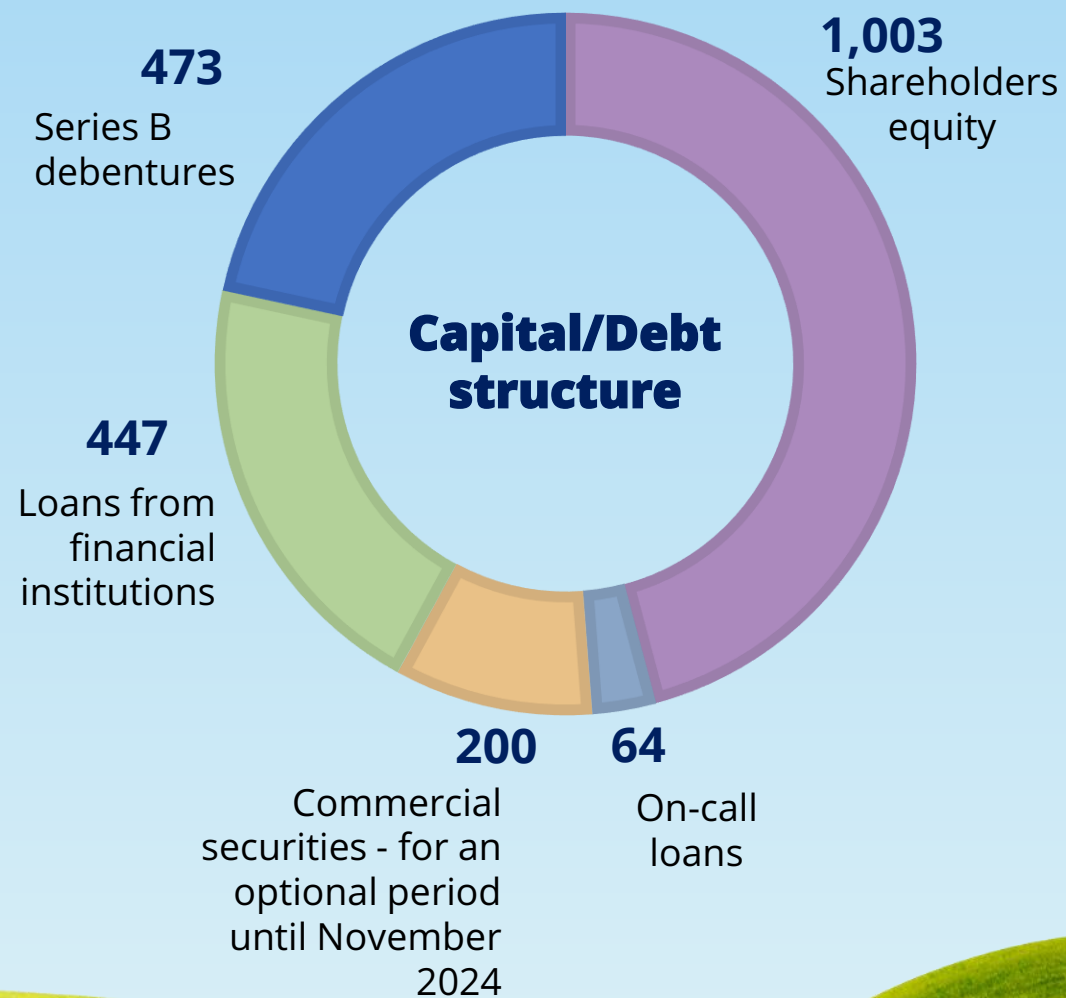 1,003
Shareholders
equity
473
Series B
debentures
Capital/Debt
structure
447
Loans from
financial
institutions
200
Commercial
securities - for an
optional period
until November
2024
64
On-call
loans